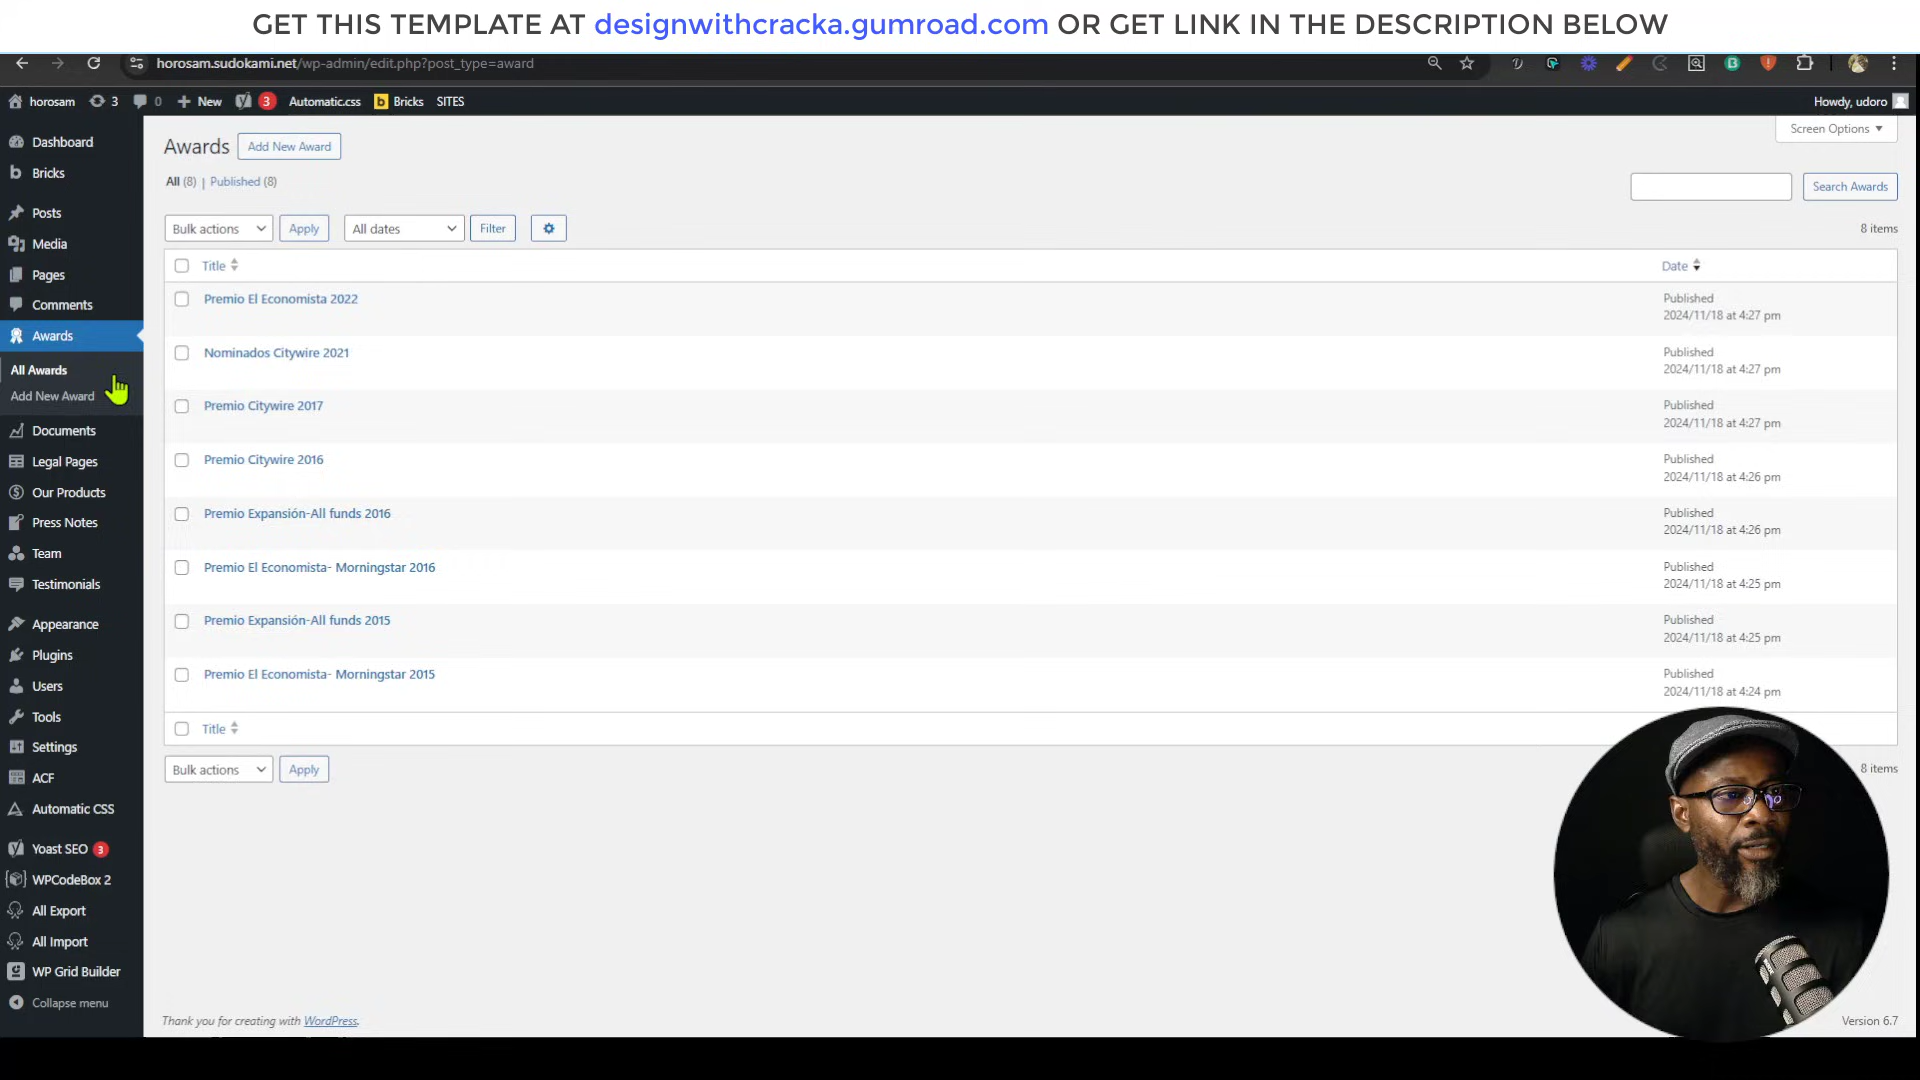 GET THIS TEMPLATE AT designwithcracka.gumroad.com OR GET LINK IN THE DESCRIPTION BELOW
horosam.sudokami.net/wp-admin/edit.php?post_type=award
horosam 3 0 New 3 Automatic.css Bricks SITES Howdy, udoro
Screen Options
Dashboard
Bricks
Posts
Media
Pages
Comments
Awards
All Awards
Add New Award
Documents
Legal Pages
Our Products
Press Notes
Team
Testimonials
Appearance
Plugins
Users
Tools
Settings
ACF
Automatic CSS
Yoast SEO 3
WPCodeBox 2
All Export
All Import
WP Grid Builder
Collapse menu
Awards Add New Award
All (8) | Published (8)
Search Awards
Bulk actions Apply All dates Filter 8 items
Title Date
Premio El Economista 2022 Published
2024/11/18 at 4:27 pm
Nominados Citywire 2021 Published
2024/11/18 at 4:27 pm
Premio Citywire 2017 Published
2024/11/18 at 4:27 pm
Premio Citywire 2016 Published
2024/11/18 at 4:26 pm
Premio Expansión-All funds 2016 Published
2024/11/18 at 4:26 pm
Premio El Economista- Morningstar 2016 Published
2024/11/18 at 4:25 pm
Premio Expansión-All funds 2015 Published
2024/11/18 at 4:25 pm
Premio El Economista- Morningstar 2015 Published
2024/11/18 at 4:24 pm
Title
Bulk actions Apply 8 items
Thank you for creating with WordPress. Version 6.7